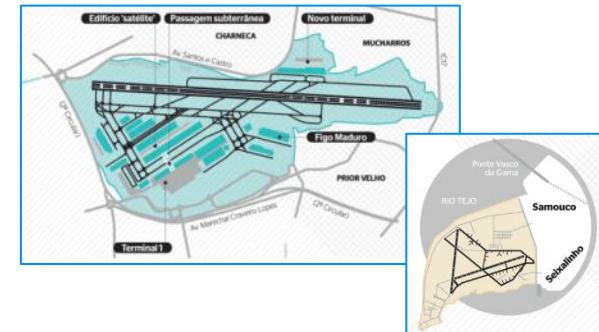 Edifício 'satélite'
Passagem subterrânea
Novo terminal
CHARNECA
MUCHARROS
Av. Santos e Castro
IC17
(2ª Circular)
Figo Maduro
PRIOR VELHO
(2ª Circular)
Av. Marechal Craveiro Lopes
Terminal 1
Ponte Vasco
da Gama
RIO TEJO
Samouco
Seixalinho